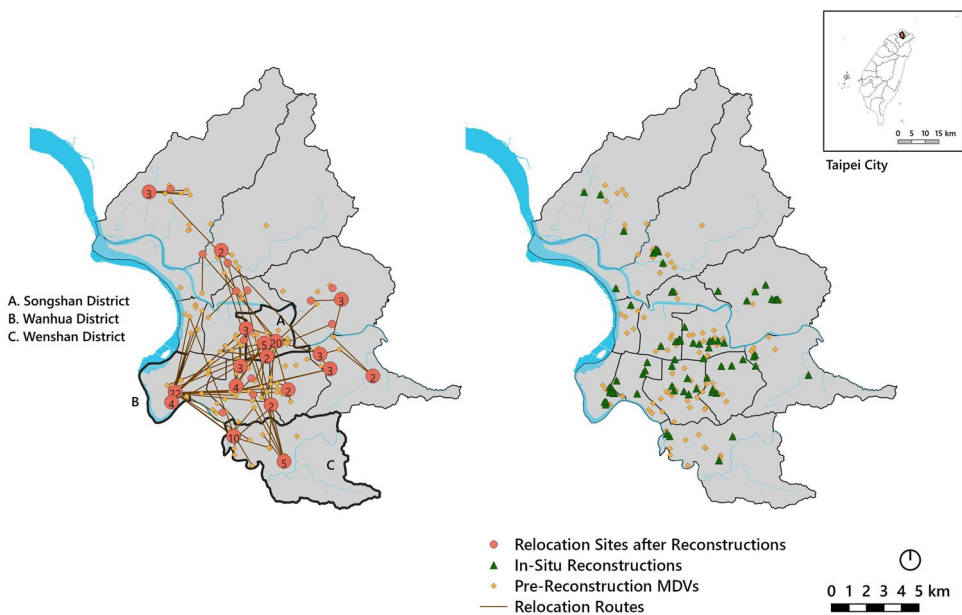 0 5 10 15 km
Taipei City
A. Songshan District
B. Wanhua District
C. Wenshan District
3
2
3
A
3
5
20
2
3
3
3
2
22
4
4
2
2
B
10
5
C
Relocation Sites after Reconstructions
In-Situ Reconstructions
Pre-Reconstruction MDVs
Relocation Routes
0 1 2 3 4 5 km